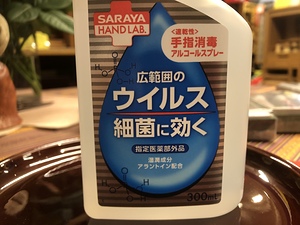 SARAYA
HAND LAB.
<速乾性>
手指消毒
アルコールスプレー
広範囲の
ウイルス
細菌に効く
指定医薬部外品
湿潤成分
アラントイン配合
300mL